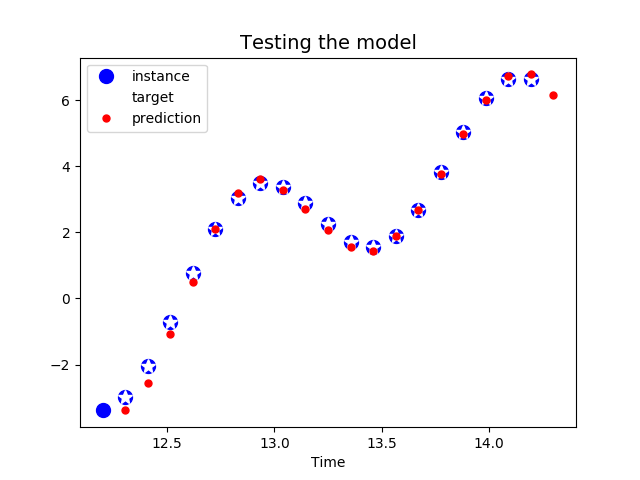 Testing the model
instance
target
prediction
6
4
2
0
−2
12.5 13.0 13.5 14.0
Time